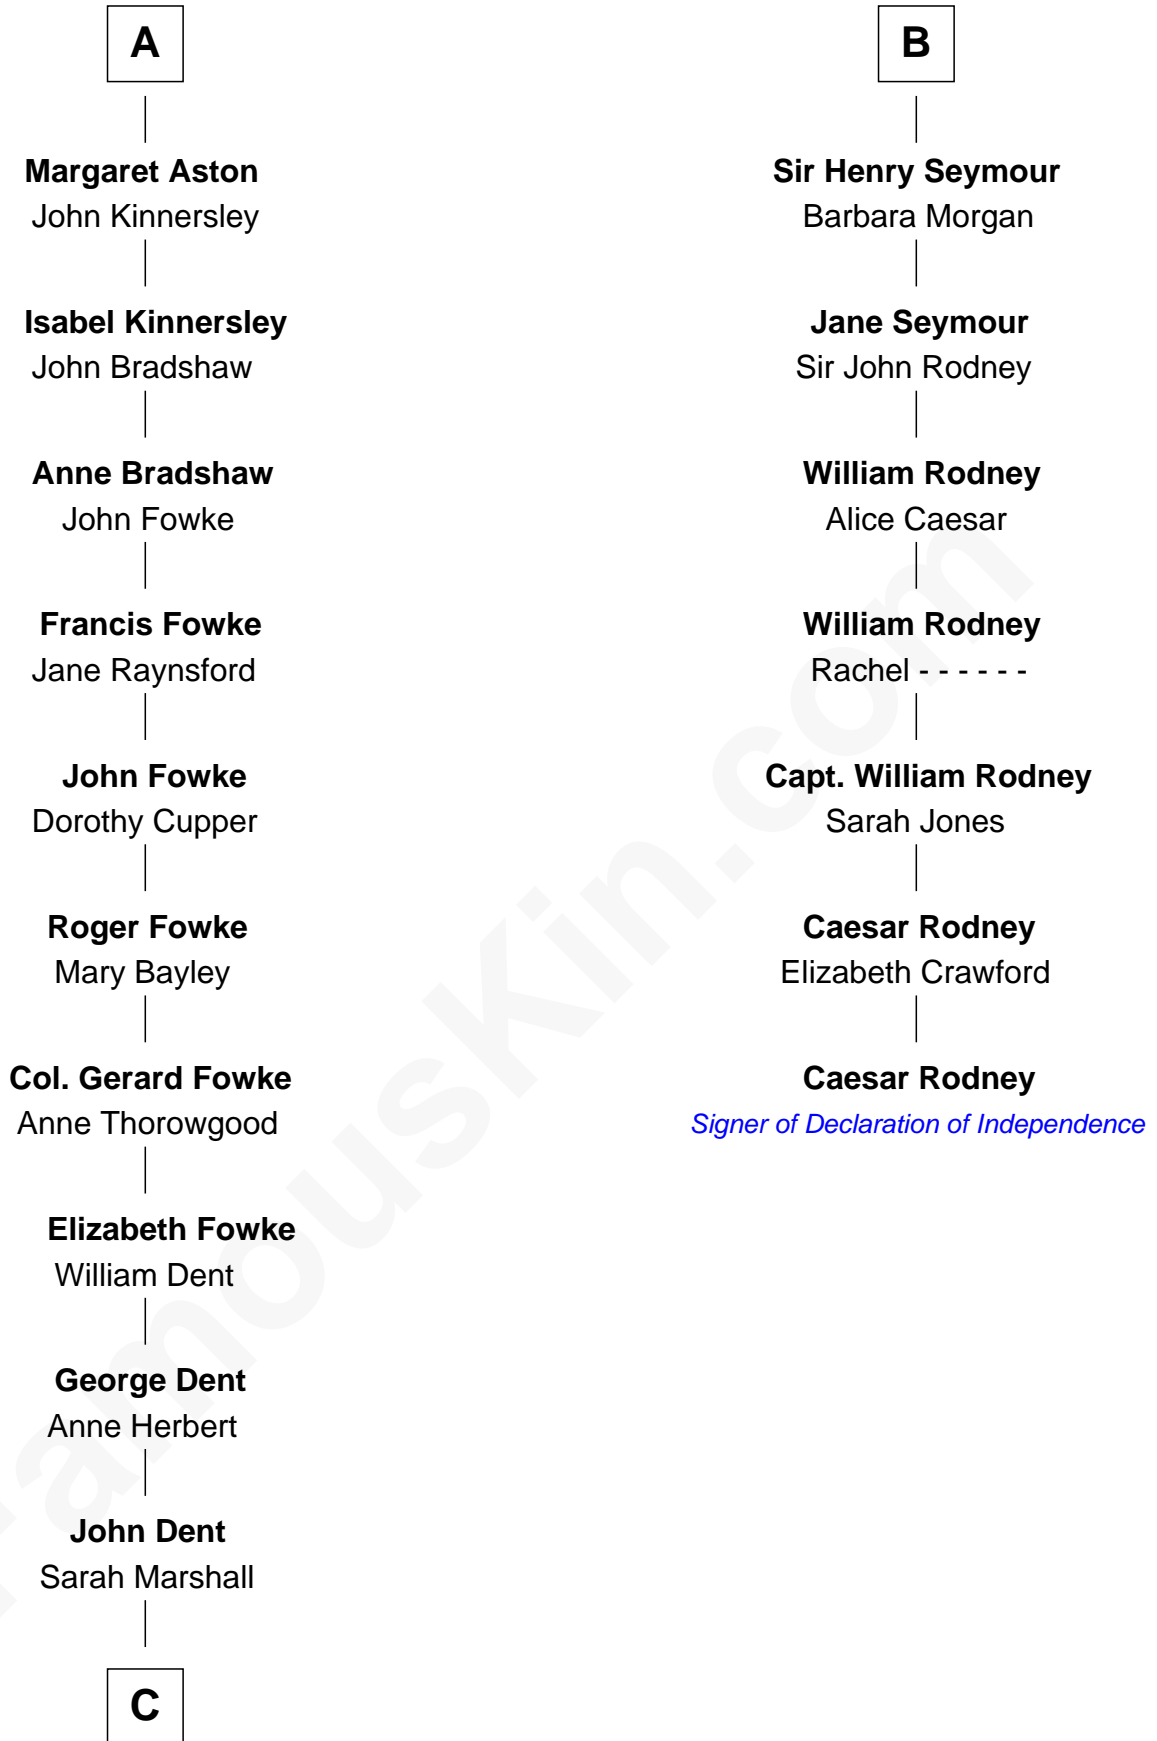 A
Margaret Aston
John Kinnersley
Isabel Kinnersley
John Bradshaw
Anne Bradshaw
John Fowke
Francis Fowke
Jane Raynsford
John Fowke
Dorothy Cupper
Roger Fowke
Mary Bayley
Col. Gerard Fowke
Anne Thorowgood
Elizabeth Fowke
William Dent
George Dent
Anne Herbert
John Dent
Sarah Marshall
C
B
Sir Henry Seymour
Barbara Morgan
Jane Seymour
Sir John Rodney
William Rodney
Alice Caesar
William Rodney
Rachel - - - - - -
Capt. William Rodney
Sarah Jones
Caesar Rodney
Elizabeth Crawford
Caesar Rodney
Signer of Declaration of Independence
FamousKin.com